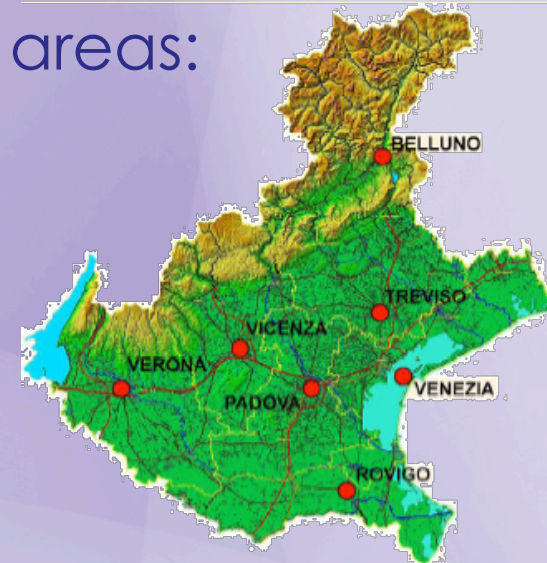 areas:
BELLUNO
TREVISO
VICENZA
VERONA
PADOVA
VENEZIA
ROVIGO